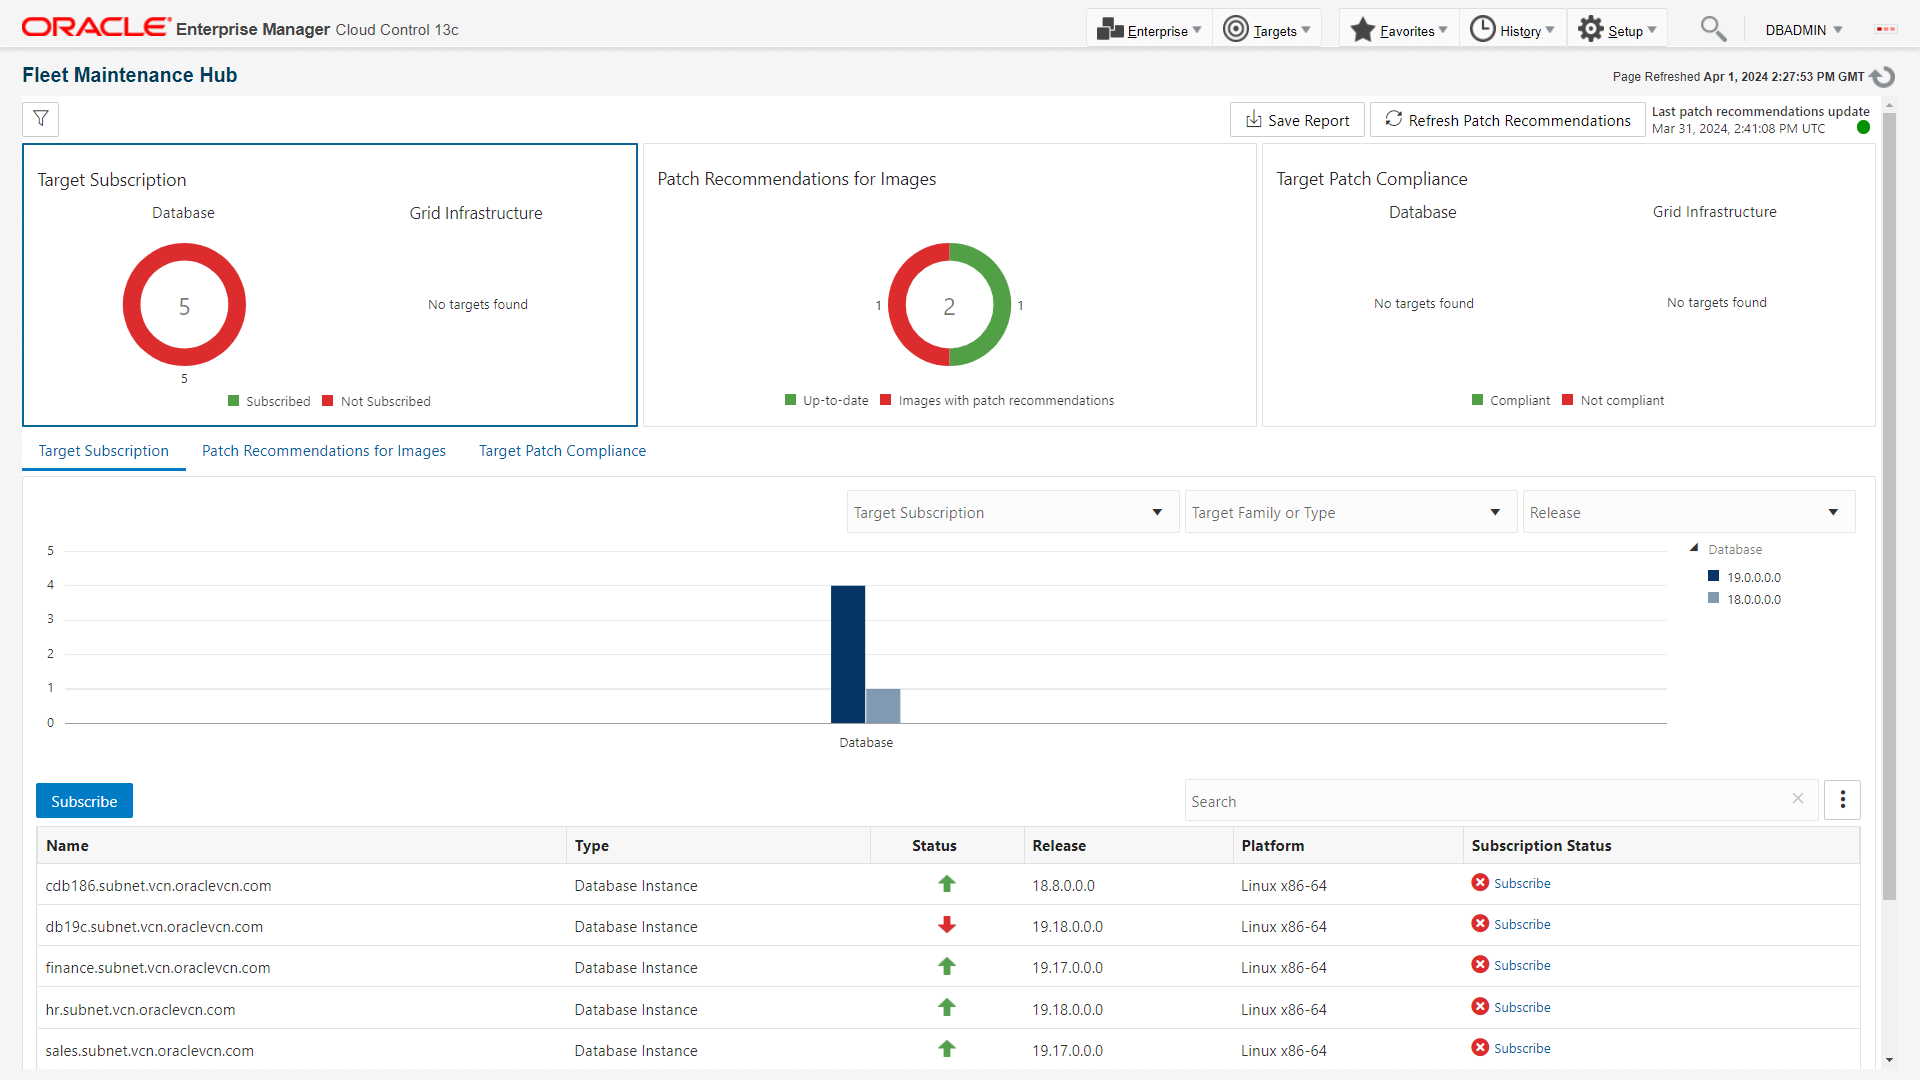 ORACLE Enterprise Manager Cloud Control 13c
Enterprise
Targets
Favorites
History
Setup
DBADMIN
Fleet Maintenance Hub
Page Refreshed Apr 1, 2024 2:27:53 PM GMT
Save Report
Refresh Patch Recommendations
Last patch recommendations update
Mar 31, 2024, 2:41:08 PM UTC
Target Subscription
Database
Grid Infrastructure
5
No targets found
5
Subscribed
Not Subscribed
Patch Recommendations for Images
1
2
1
Up-to-date
Images with patch recommendations
Target Patch Compliance
Database
Grid Infrastructure
No targets found
No targets found
Compliant
Not compliant
Target Subscription
Patch Recommendations for Images
Target Patch Compliance
Target Subscription
Target Family or Type
Release
5
4
3
2
1
0
Database
Database
19.0.0.0.0
18.0.0.0.0
Subscribe
Search
Name Type Status Release Platform Subscription Status
cdb186.subnet.vcn.oraclevcn.com Database Instance 18.8.0.0.0 Linux x86-64 Subscribe
db19c.subnet.vcn.oraclevcn.com Database Instance 19.18.0.0.0 Linux x86-64 Subscribe
finance.subnet.vcn.oraclevcn.com Database Instance 19.17.0.0.0 Linux x86-64 Subscribe
hr.subnet.vcn.oraclevcn.com Database Instance 19.18.0.0.0 Linux x86-64 Subscribe
sales.subnet.vcn.oraclevcn.com Database Instance 19.17.0.0.0 Linux x86-64 Subscribe